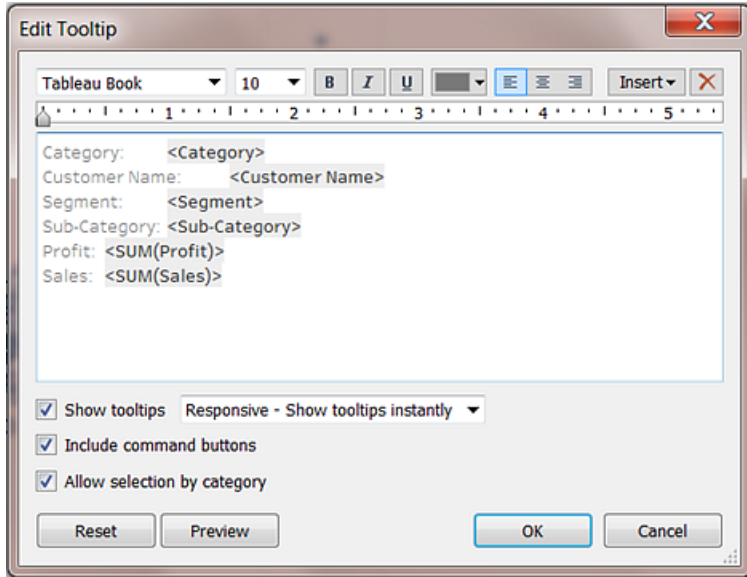 Edit Tooltip
Tableau Book 10 B I U Insert
1 2 3 4 5
Category: <Category>
Customer Name: <Customer Name>
Segment: <Segment>
Sub-Category: <Sub-Category>
Profit: <SUM(Profit)>
Sales: <SUM(Sales)>
Show tooltips Responsive - Show tooltips instantly
Include command buttons
Allow selection by category
Reset Preview OK Cancel